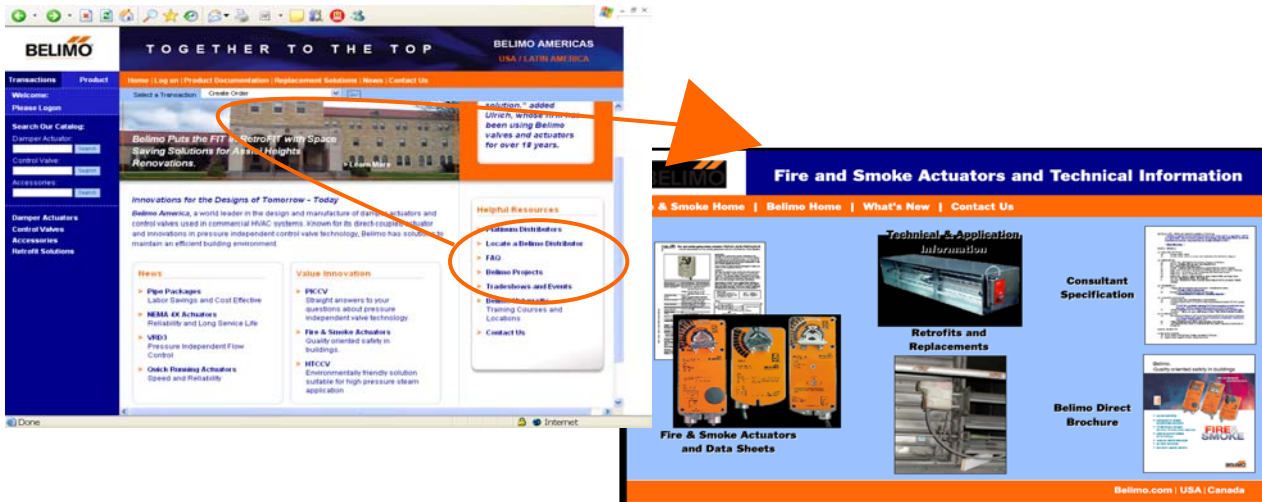 BELIMO
TOGETHER TO THE TOP
BELIMO AMERICAS
USA / LATIN AMERICA
Transactions Product
Home | Log on | Product Documentation | Replacement Solutions | News | Contact Us
Welcome:
Please Logon
Select a Transaction Create Order
Search Our Catalog:
Damper Actuator:
Search
Control Valve:
Search
Accessories:
Search
Damper Actuators
Control Valves
Accessories
Retrofit Solutions
Belimo Puts the FIT in RetroFIT with Space
Saving Solutions for Assisi Heights
Renovations.
Learn More
solution," added
Ulrich, whose firm has
been using Belimo
valves and actuators
for over 18 years.
Innovations for the Designs of Tomorrow - Today
Belimo America, a world leader in the design and manufacture of damper actuators and
control valves used in commercial HVAC systems. Known for its direct-coupled actuator
and innovations in pressure independent control valve technology, Belimo has solutions to
maintain an efficient building environment.
News
Pipe Packages
Labor Savings and Cost Effective
NEMA 4X Actuators
Reliability and Long Service Life
VRD3
Pressure Independent Flow
Control
Quick Running Actuators
Speed and Reliability
Value Innovation
PICCV
Straight answers to your
questions about pressure
independent valve technology.
Fire & Smoke Actuators
Quality oriented safety in
buildings.
HTCCV
Environmentally friendly solution
suitable for high pressure steam
application
Helpful Resources
Platinum Distributors
Locate a Belimo Distributor
FAQ
Belimo Projects
Tradeshows and Events
Belimo
Training Courses and
Locations
Contact Us
Done
Internet
BELIMO
Fire and Smoke Actuators and Technical Information
& Smoke Home | Belimo Home | What's New | Contact Us
Technical & Application
Information
Consultant
Specification
Retrofits and
Replacements
Fire & Smoke Actuators
and Data Sheets
Belimo Direct
Brochure
Belimo.
Quality oriented safety in buildings
FIRE&
SMOKE
BELIMO
Belimo.com | USA | Canada